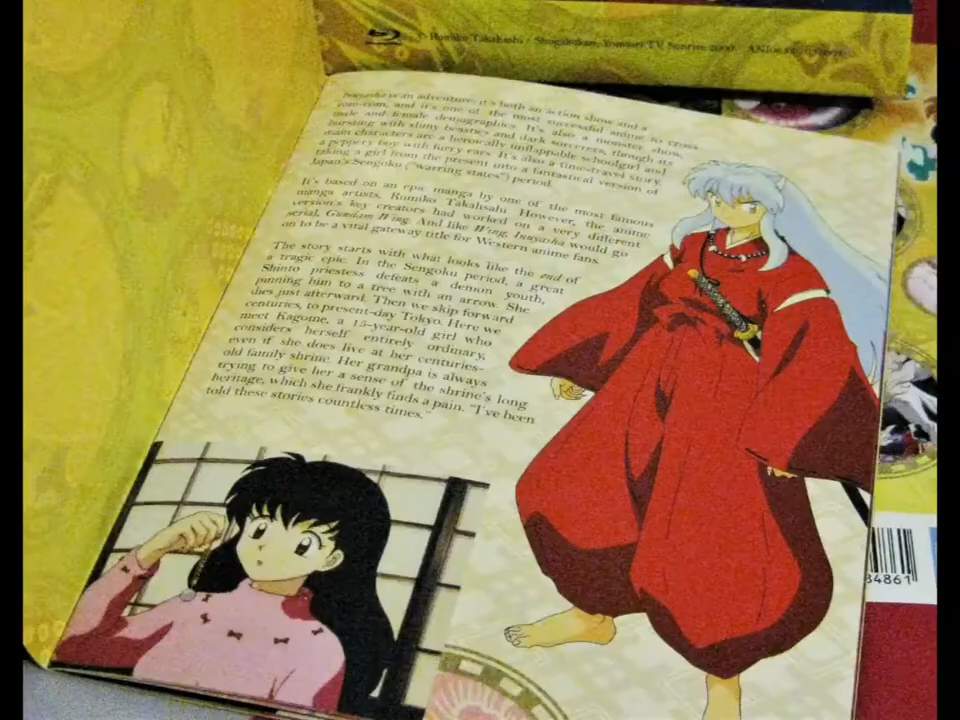 © Rumiko Takahashi / Shogakukan, Yomiuri TV, Sunrise 2000
Inuyasha is an adventure; it's both an action show and a
rom-com, and it's one of the most successful anime to cross
male and female demographics. It's also a monster show,
bursting with slimy beasties and dark sorcerers, though its
main characters are a heroically unflappable schoolgirl and
a peppery boy with furry ears. It's also a time-travel story,
taking a girl from the present into a fantastical version of
Japan's Sengoku ("warring states") period.
It's based on an epic manga by one of the most famous
manga artists, Rumiko Takahsahi However, the anime
version's key creators had worked on a very different
serial, Gundam Wing. And like Wing, Inuyasha would go
on to be a viral gateway title for Western anime fans.
The story starts with what looks like the end of
a tragic epic. In the Sengoku period, a great
Shinto priestess defeats a demon youth,
pinning him to a tree with an arrow. She
dies just afterward. Then we skip forward
centuries, to present-day Tokyo. Here we
meet Kagome, a 15-year-old girl who
considers herself entirely ordinary,
even if she does live at her centuries-
old family shrine. Her grandpa is always
trying to give her a sense of the shrine's long
heritage, which she frankly finds a pain. "I've been
told these stories countless times."
34861